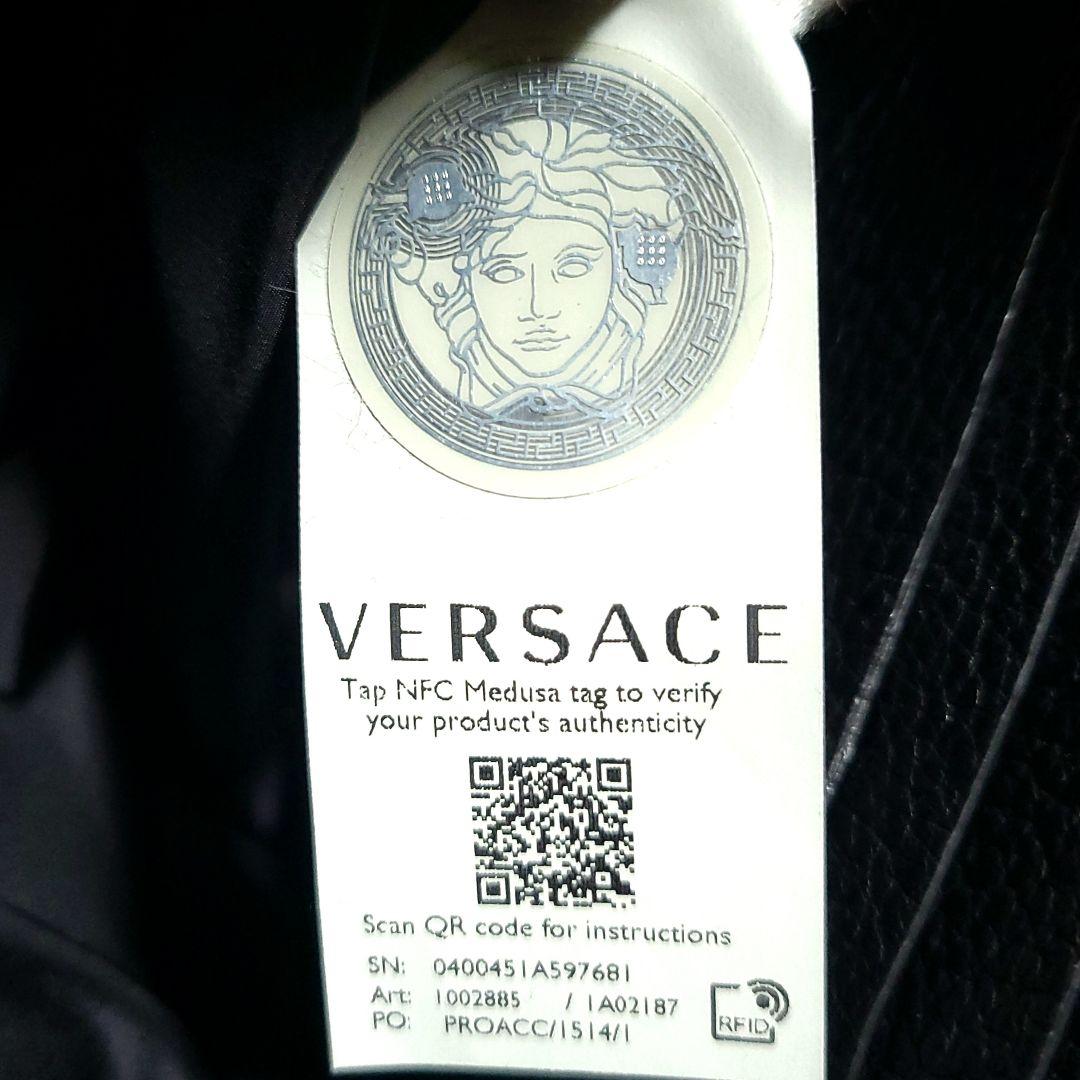 VERSACE
Tap NFC Medusa tag to verify
your product's authenticity
Scan QR code for instructions
SN: 0400451A597681
Art: 1002885 / 1A02187
PO: PROACC/1514/1
RFID